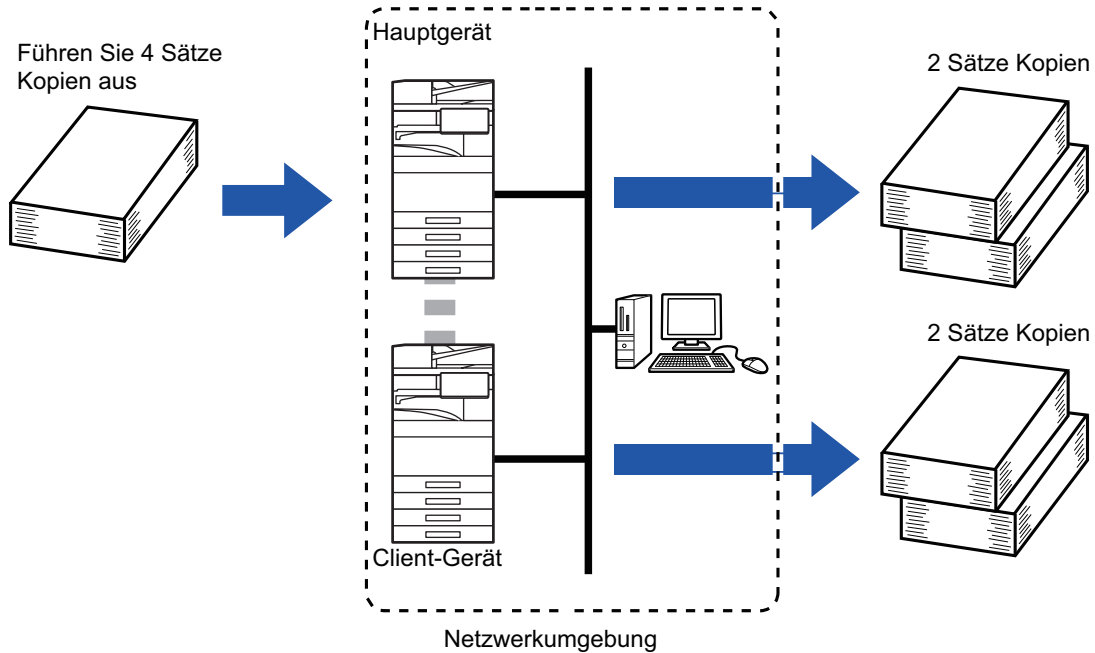 Führen Sie 4 Sätze
Kopien aus
Hauptgerät
2 Sätze Kopien
2 Sätze Kopien
Client-Gerät
Netzwerkumgebung